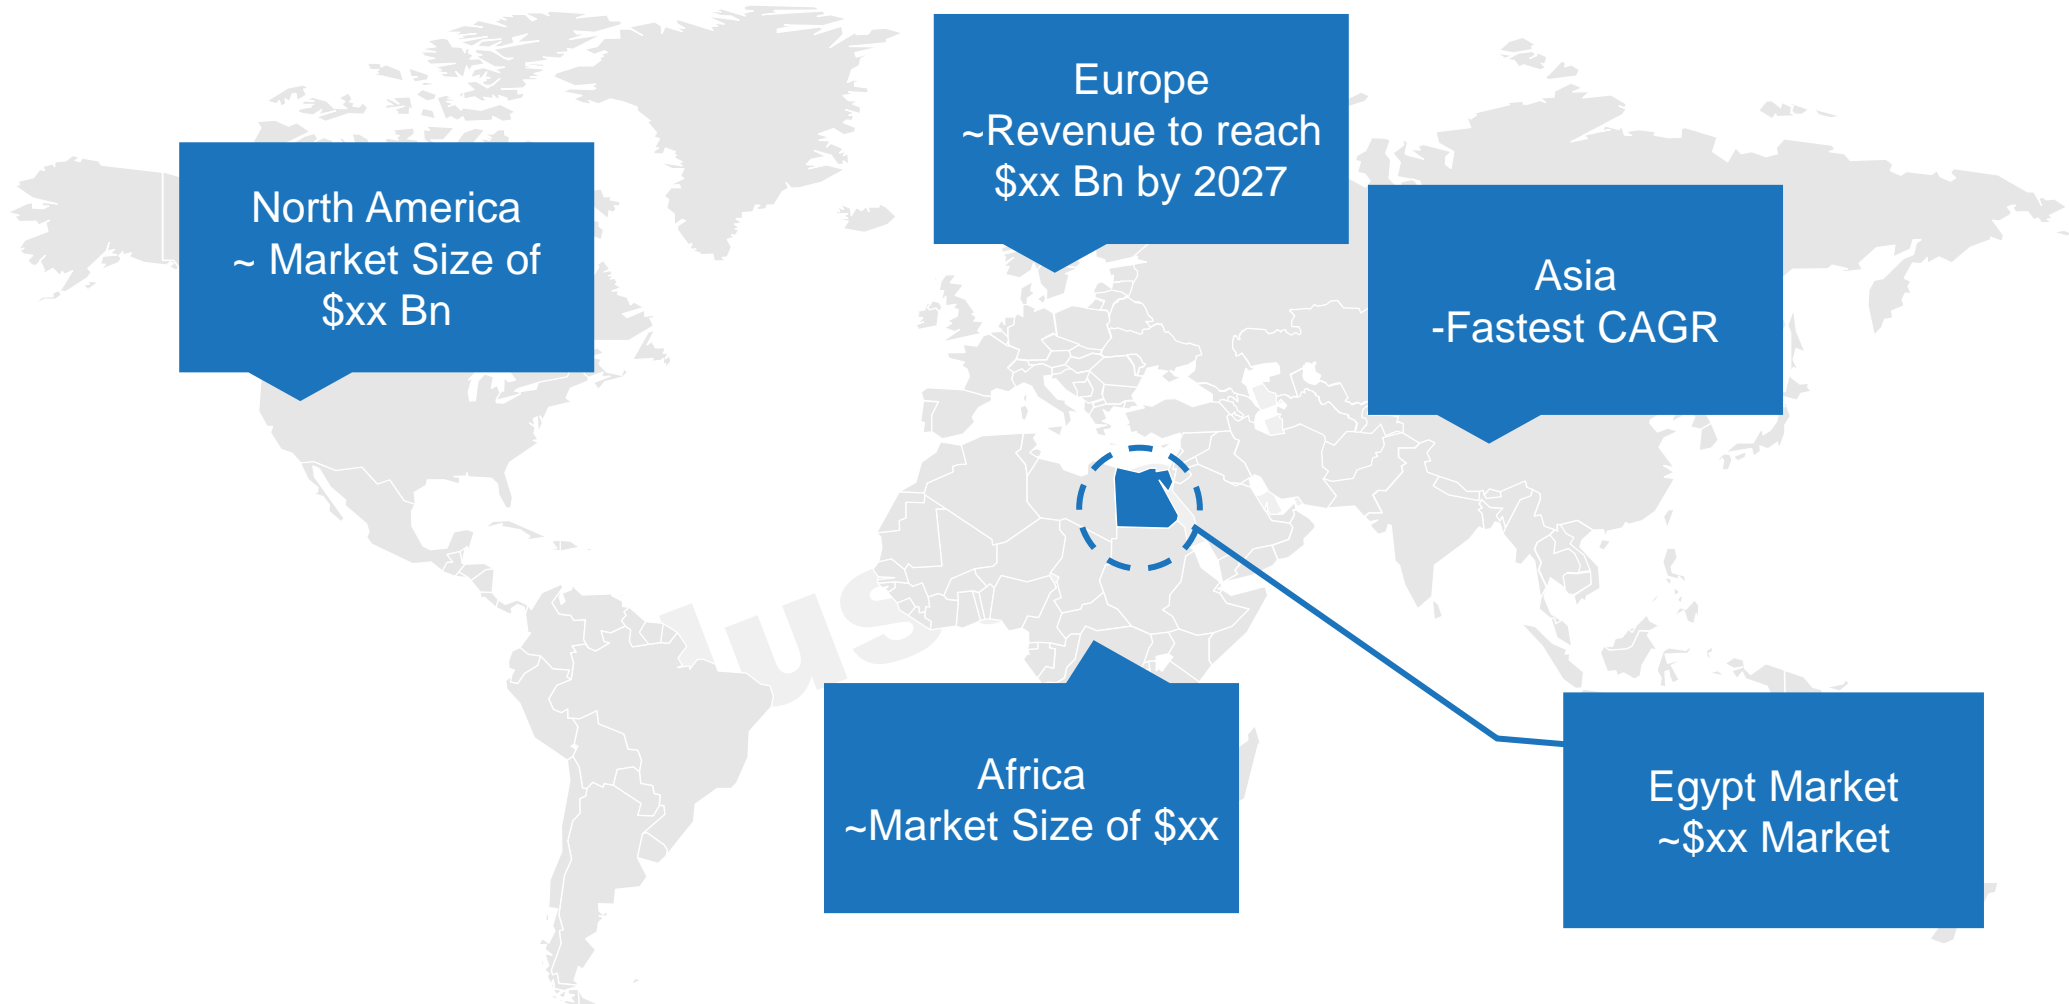 Europe
~Revenue to reach
$xx Bn by 2027
North America
~ Market Size of
$xx Bn
Asia
-Fastest CAGR
Africa
~Market Size of $xx
Egypt Market
~$xx Market
lus